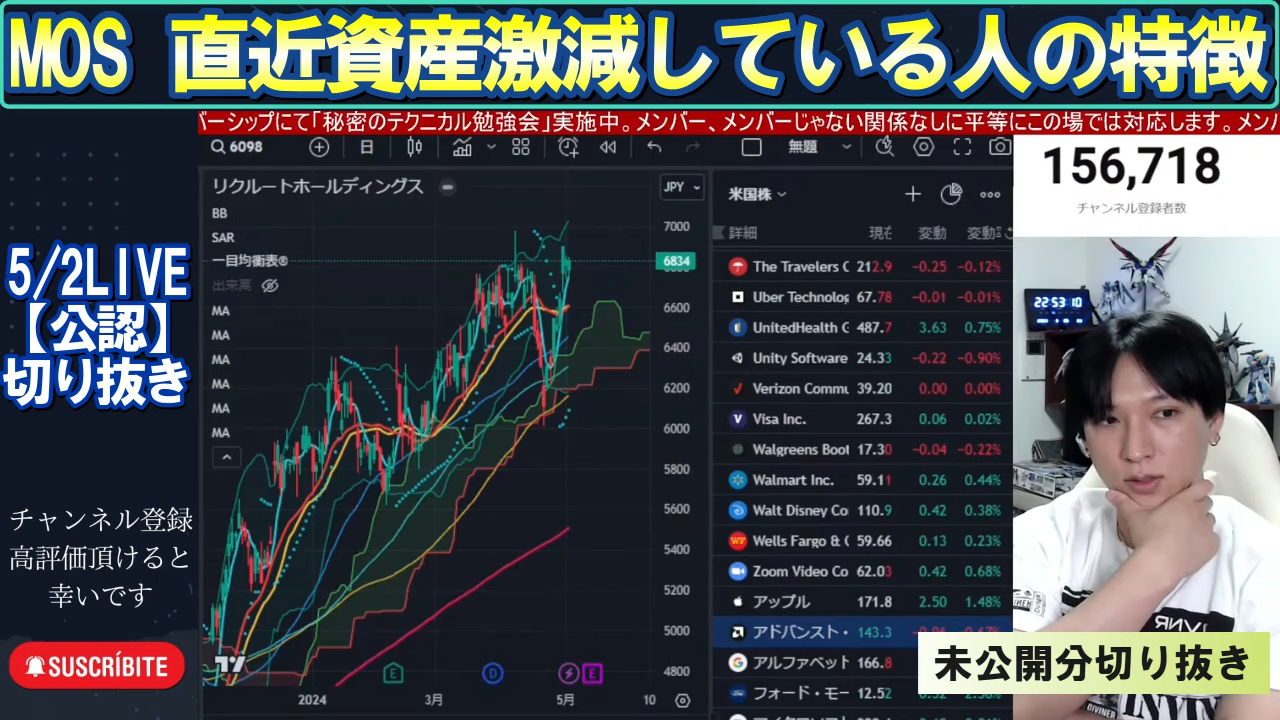 MOS 直近資産激減している人の特徴
バーシップにて「秘密のテクニカル勉強会」実施中。メンバー、メンバーじゃない関係なしに平等にこの場では対応します。メンバ
6098
日
無題
156,718
チャンネル登録者数
リクルートホールディングス
JPY
BB
SAR
一目均衡表
出来高
MA
MA
MA
MA
MA
MA
7000
6834
6600
6400
6200
6000
5800
5600
5400
5200
5000
4800
2024
3月
5月
10
E
D
E
米国株
詳細
現在
変動
変動
The Travelers C 212.9 -0.25 -0.12%
Uber Technolog 67.78 -0.01 -0.01%
UnitedHealth G 487.7 3.63 0.75%
Unity Software 24.33 -0.22 -0.90%
Verizon Commu 39.20 0.00 0.00%
Visa Inc. 267.3 0.06 0.02%
Walgreens Boot 17.30 -0.04 -0.22%
Walmart Inc. 59.11 0.26 0.44%
Walt Disney Co 110.9 0.42 0.38%
Wells Fargo & C 59.66 0.13 0.23%
Zoom Video Co 62.03 0.42 0.68%
アップル 171.8 2.50 1.48%
アドバンスト・ 143.3
アルファベット 166.8
フォード・モー 12.52
22:53:10
5/2LIVE
【公認】
切り抜き
チャンネル登録
高評価頂けると
幸いです
SUSCRÍBITE
未公開分切り抜き